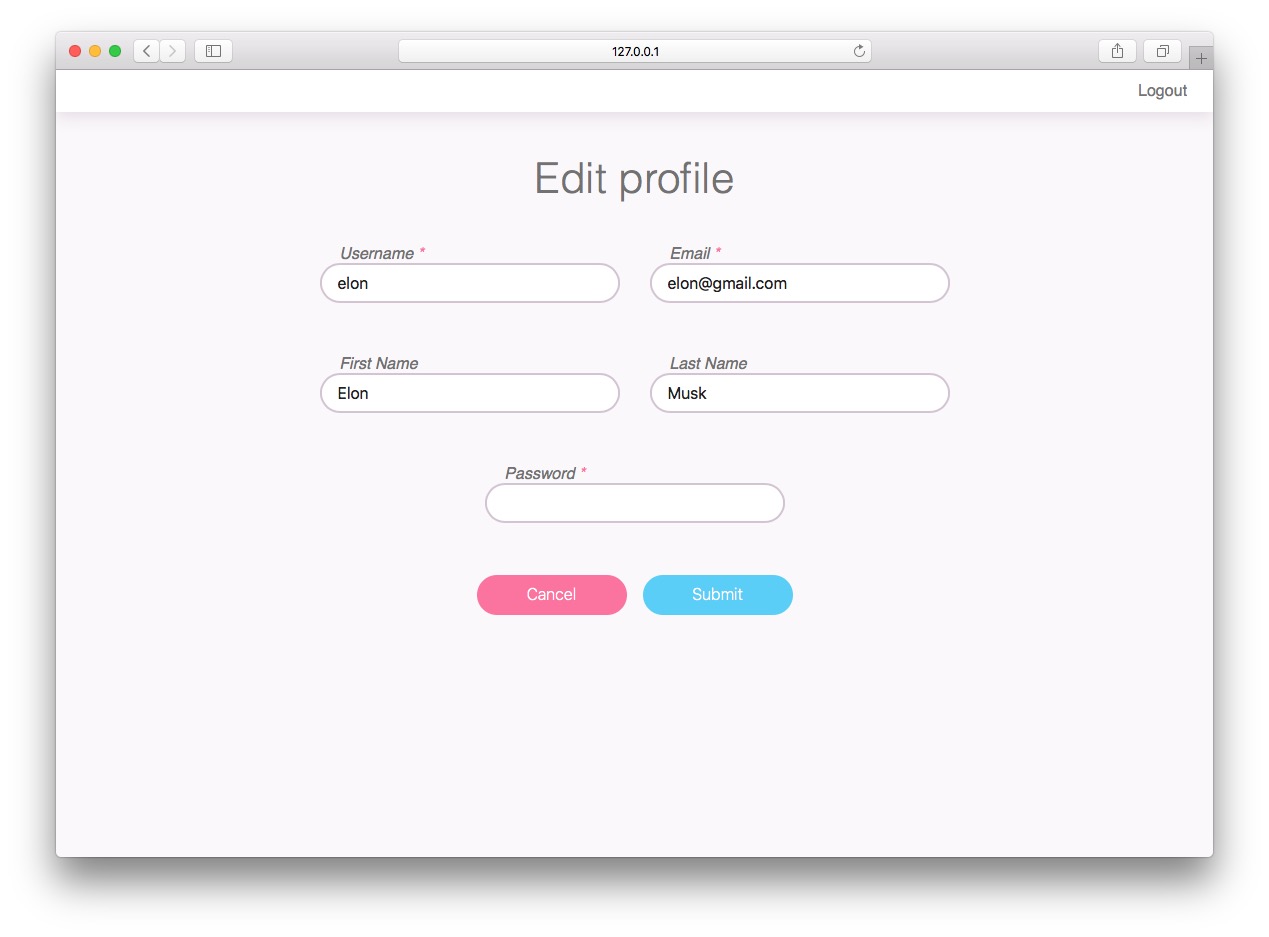 127.0.0.1
Logout
Edit profile
Username * Email *
elon elon@gmail.com
First Name Last Name
Elon Musk
Password *
Cancel Submit